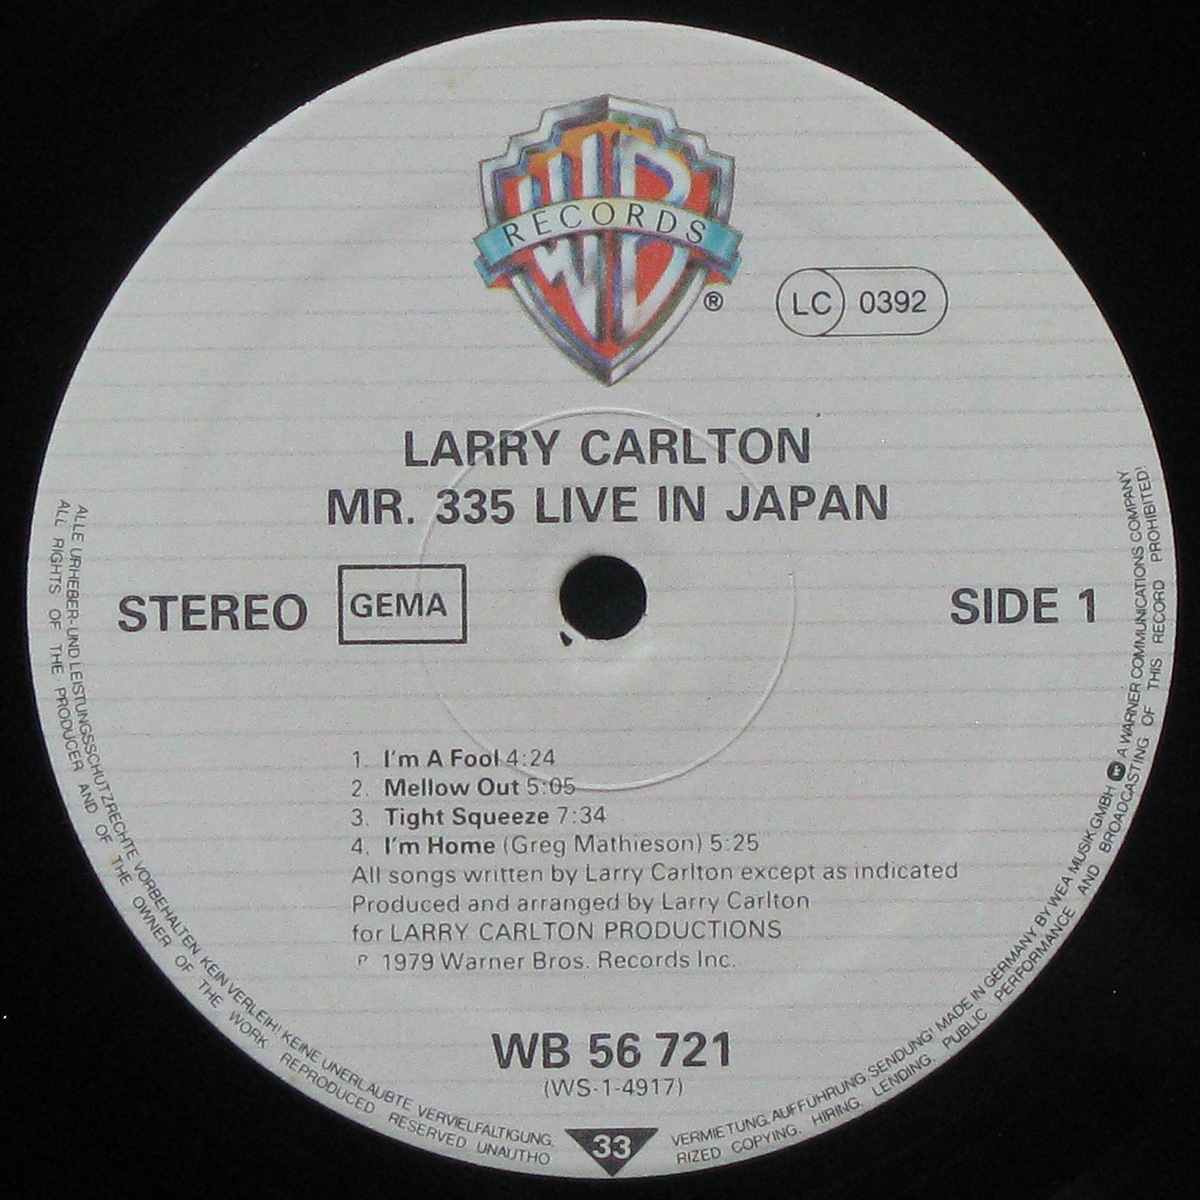 WB
RECORDS
®
LC 0392
LARRY CARLTON
MR. 335 LIVE IN JAPAN
STEREO GEMA SIDE 1
1. I'm A Fool 4:24
2. Mellow Out 5:05
3. Tight Squeeze 7:34
4. I'm Home (Greg Mathieson) 5:25
All songs written by Larry Carlton except as indicated
Produced and arranged by Larry Carlton
for LARRY CARLTON PRODUCTIONS
℗ 1979 Warner Bros. Records Inc.
WB 56 721
(WS-1-4917)
33
ALLE URHEBER- UND LEISTUNGSSCHUTZRECHTE VORBEHALTEN. KEIN VERLEIH! KEINE UNERLAUBTE VERVIELFÄLTIGUNG, VERMIETUNG, AUFFÜHRUNG, SENDUNG! MADE IN GERMANY BY WEA MUSIK GMBH A WARNER COMMUNICATIONS COMPANY
ALL RIGHTS OF THE PRODUCER AND OF THE OWNER OF THE WORK REPRODUCED RESERVED UNAUTHORIZED COPYING, HIRING, LENDING, PUBLIC PERFORMANCE AND BROADCASTING OF THIS RECORD PROHIBITED!